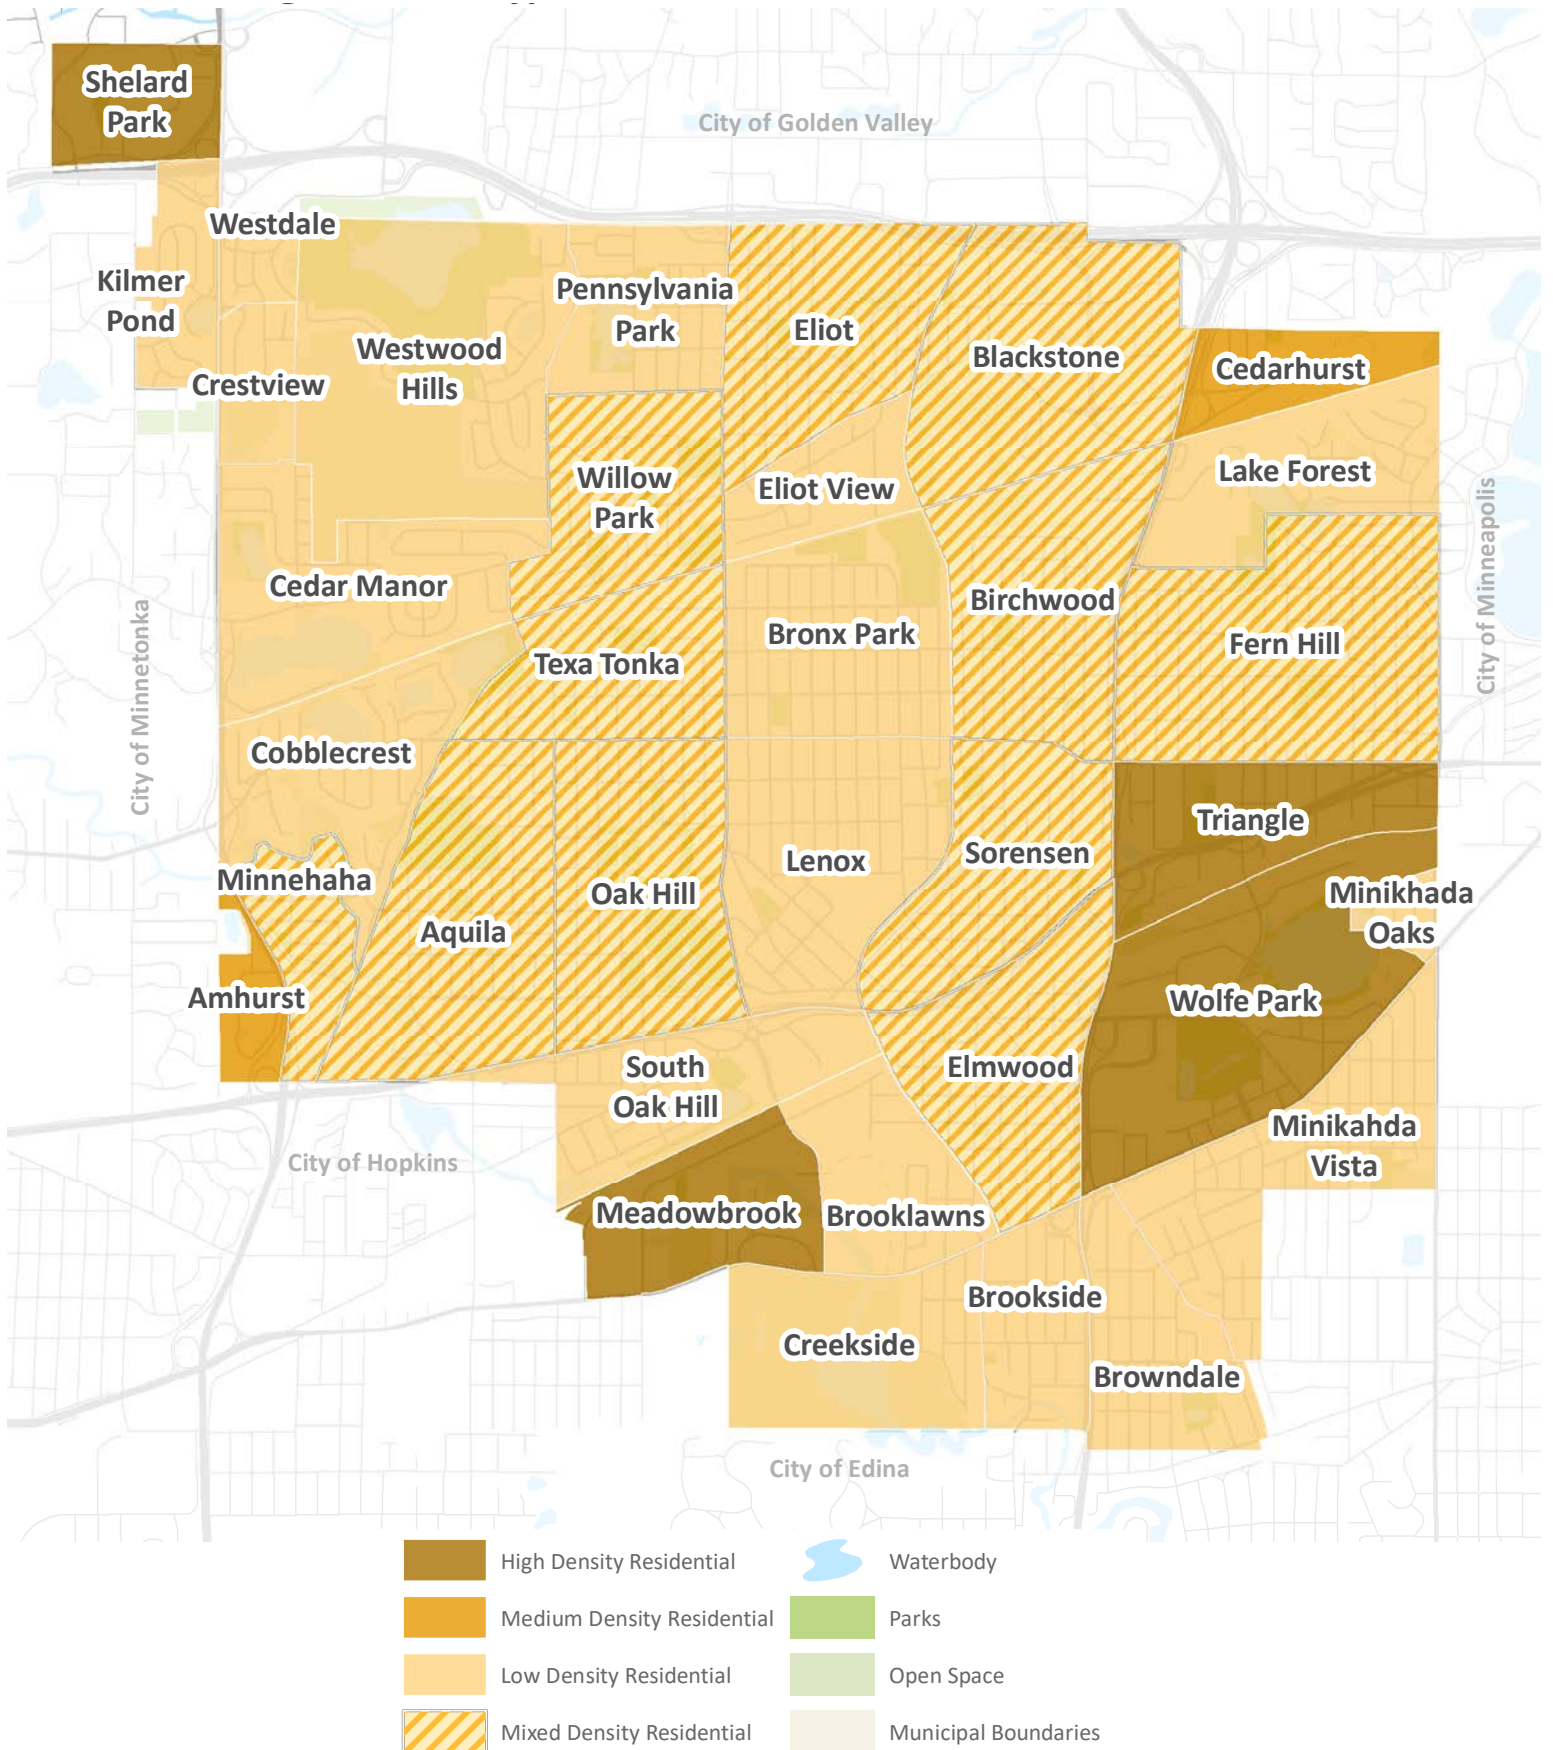 Shelard
Park
City of Golden Valley
Westdale
Kilmer
Pond
Pennsylvania
Park
Eliot
Blackstone
Westwood
Hills
Cedarhurst
Crestview
Willow
Park
Eliot View
Lake Forest
City of Minneapolis
Cedar Manor
Birchwood
Bronx Park
Fern Hill
Texa Tonka
City of Minnetonka
Cobblecrest
Triangle
Lenox
Sorensen
Minnehaha
Oak Hill
Minikhada
Oaks
Aquila
Amhurst
Wolfe Park
South
Oak Hill
Elmwood
Minikahda
Vista
City of Hopkins
Meadowbrook
Brooklawns
Brookside
Creekside
Browndale
City of Edina
High Density Residential
Medium Density Residential
Low Density Residential
Mixed Density Residential
Waterbody
Parks
Open Space
Municipal Boundaries